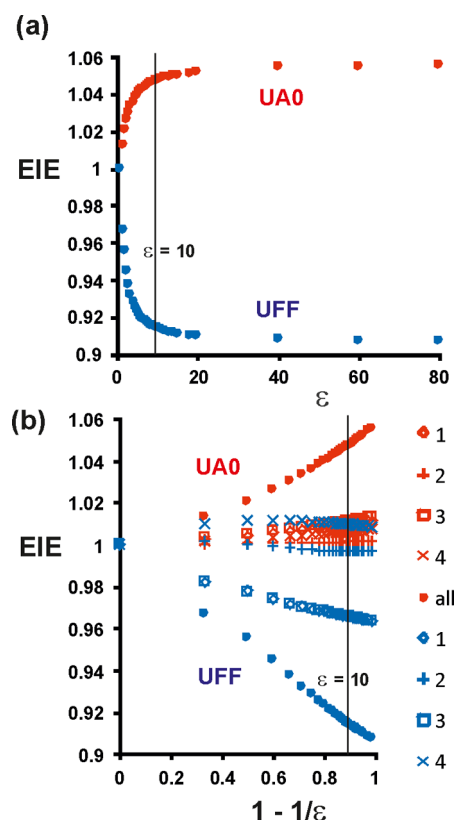 (a)
1.06
1.04
UA0
1.02
EIE
1
0.98
0.96
0.94
ε = 10
0.92
UFF
0.9
0
20
40
60
80
ε
(b)
1.06
1.04
UA0
1.02
EIE
1
0.98
0.96
0.94
UFF
ε = 10
0.92
0.9
0
0.2
0.4
0.6
0.8
1
1 - 1/ε
1
2
3
4
all
1
2
3
4